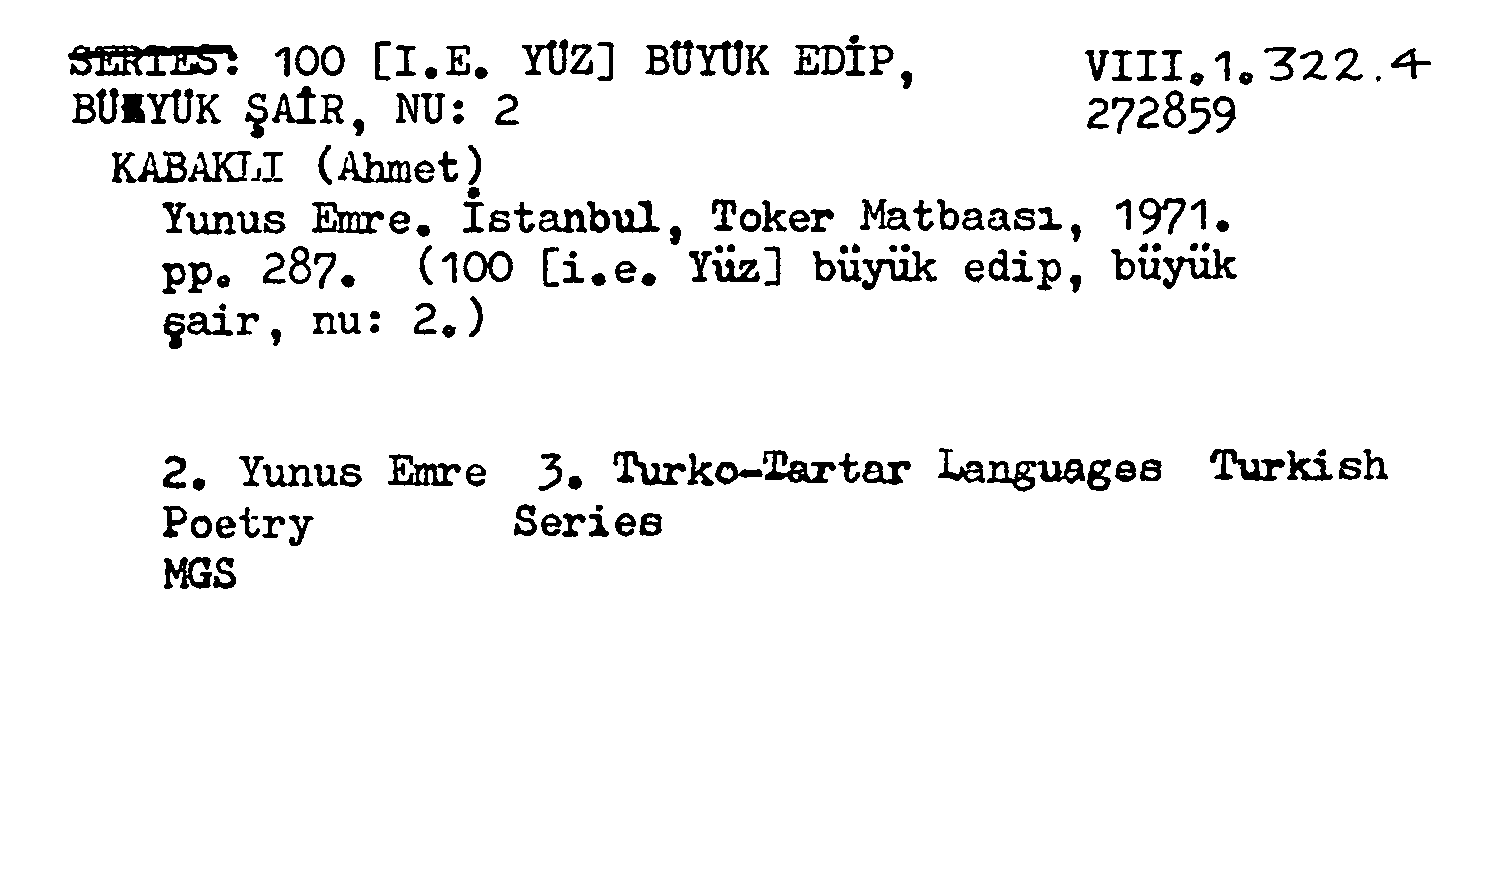 SERIES: 100 [I.E. YÜZ] BÜYÜK EDİP,
VIII.1.322.4
BÜYÜK ŞAİR, NU: 2
272859
KABAKLI (Ahmet)
Yunus Emre. İstanbul, Toker Matbaası, 1971.
pp. 287. (100 [i.e. Yüz] büyük edip, büyük
şair, nu: 2.)
2. Yunus Emre 3. Turko-Tartar Languages Turkish
Poetry Series
MGS